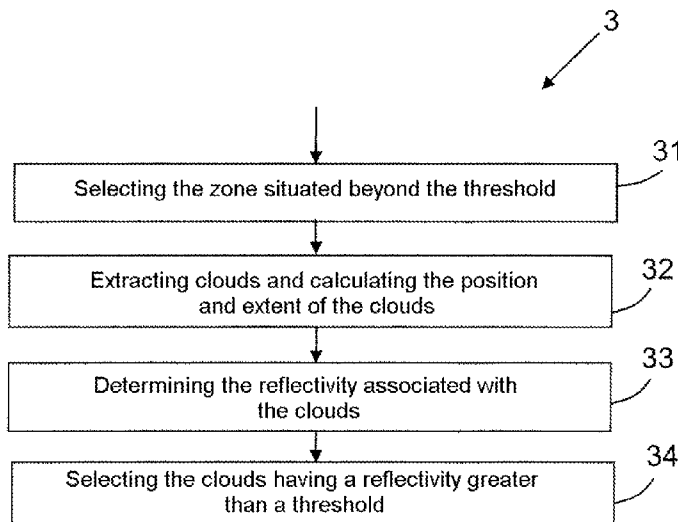 3
31
Selecting the zone situated beyond the threshold
32
Extracting clouds and calculating the position
and extent of the clouds
33
Determining the reflectivity associated with
the clouds
34
Selecting the clouds having a reflectivity greater
than a threshold